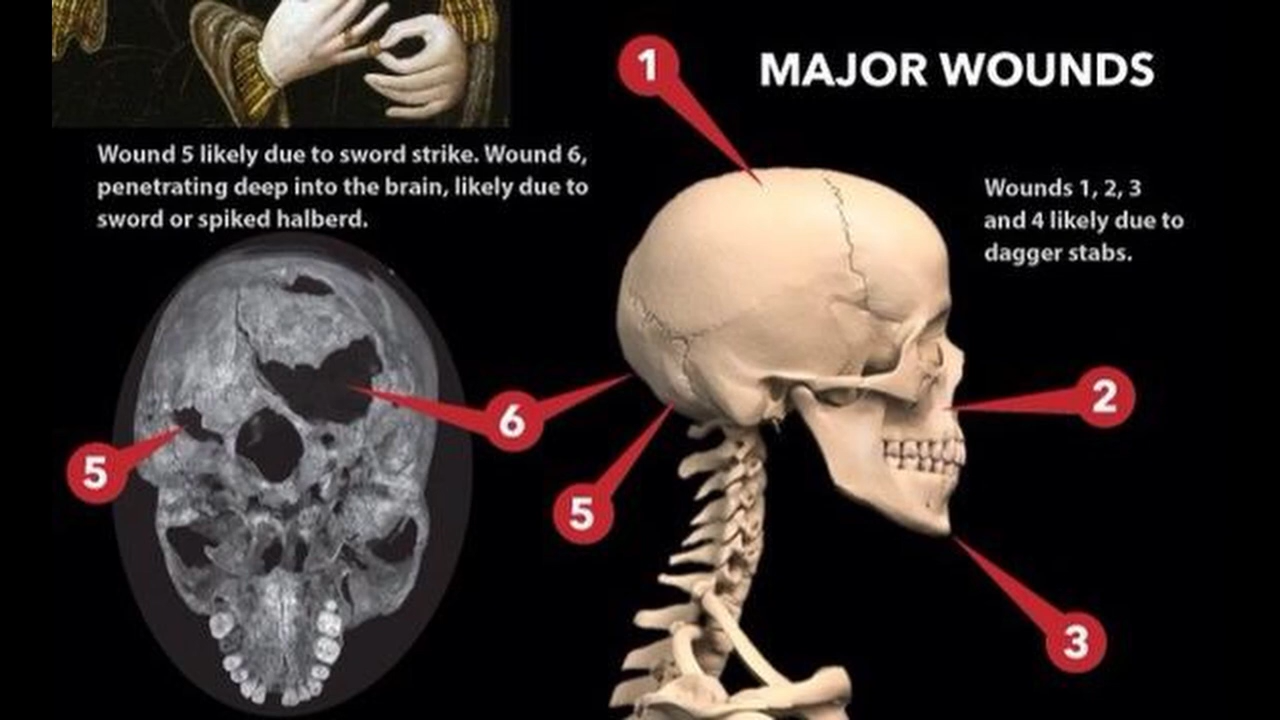 1
MAJOR WOUNDS
Wound 5 likely due to sword strike. Wound 6,
penetrating deep into the brain, likely due to
sword or spiked halberd.
Wounds 1, 2, 3
and 4 likely due to
dagger stabs.
2
6
5
5
3